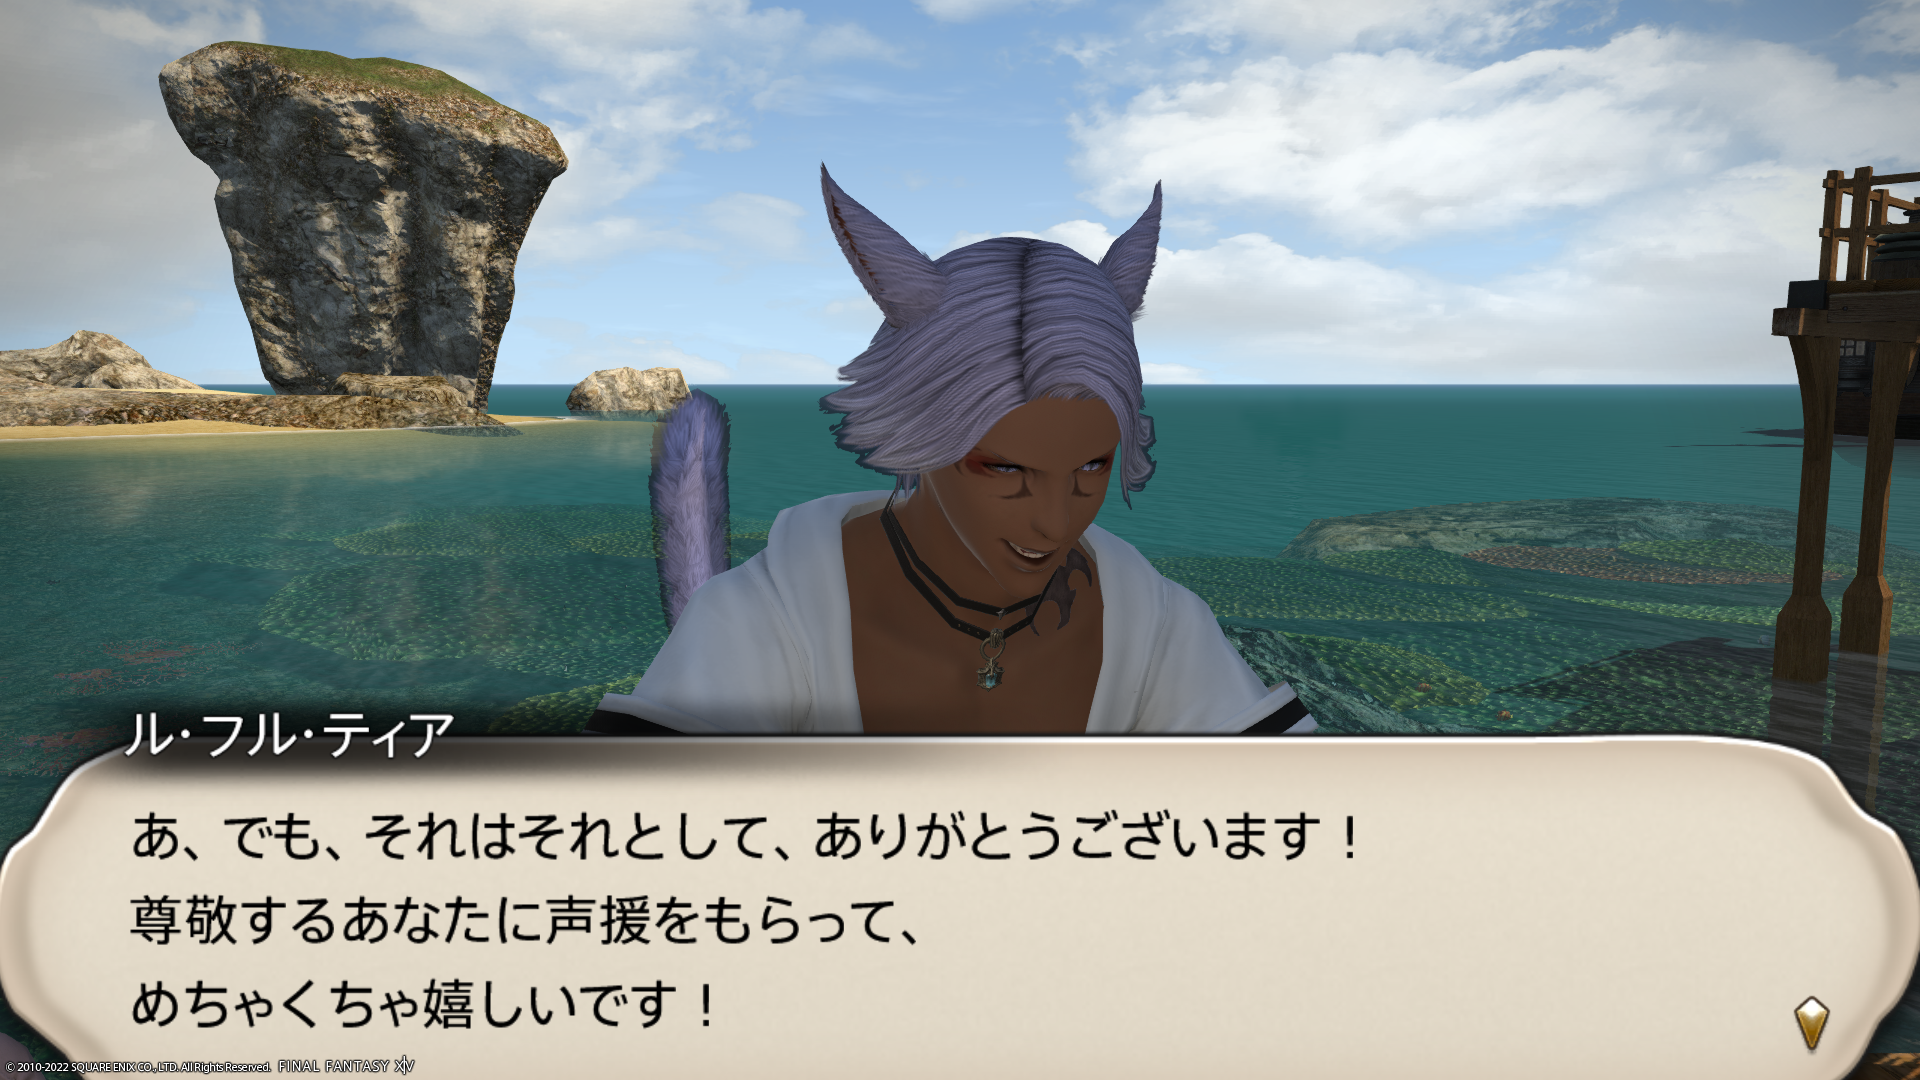 ル・フル・ティア
あ、でも、それはそれとして、ありがとうございます！
尊敬するあなたに声援をもらって、
めちゃくちゃ嬉しいです！
© 2010-2022 SQUARE ENIX CO., LTD. All Rights Reserved. FINAL FANTASY XIV